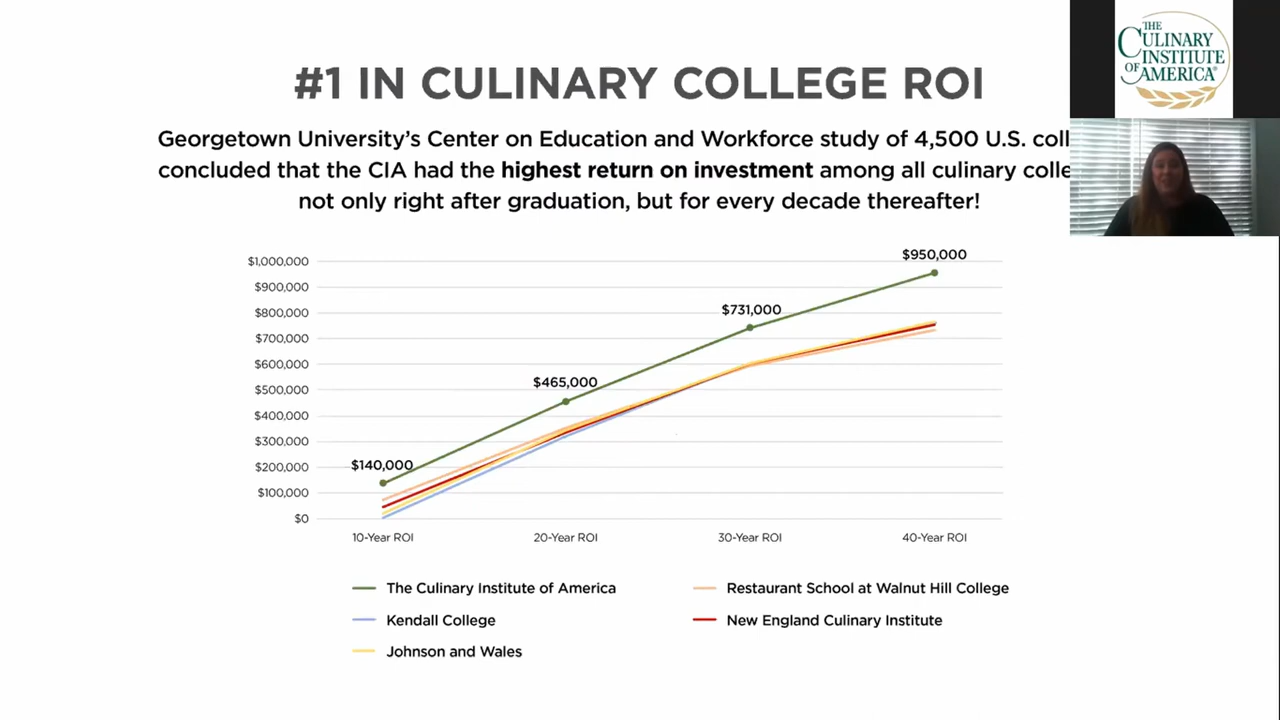 #1 IN CULINARY COLLEGE ROI
Georgetown University's Center on Education and Workforce study of 4,500 U.S.
concluded that the CIA had the highest return on investment among all culinary
not only right after graduation, but for every decade thereafter!
THE
CULINARY
INSTITUTE
OF AMERICA®
$1,000,000
$900,000
$800,000
$700,000
$600,000
$500,000
$400,000
$300,000
$200,000
$100,000
$0
$140,000
$465,000
$731,000
$950,000
10-Year ROI
20-Year ROI
30-Year ROI
40-Year ROI
The Culinary Institute of America
Restaurant School at Walnut Hill College
Kendall College
New England Culinary Institute
Johnson and Wales